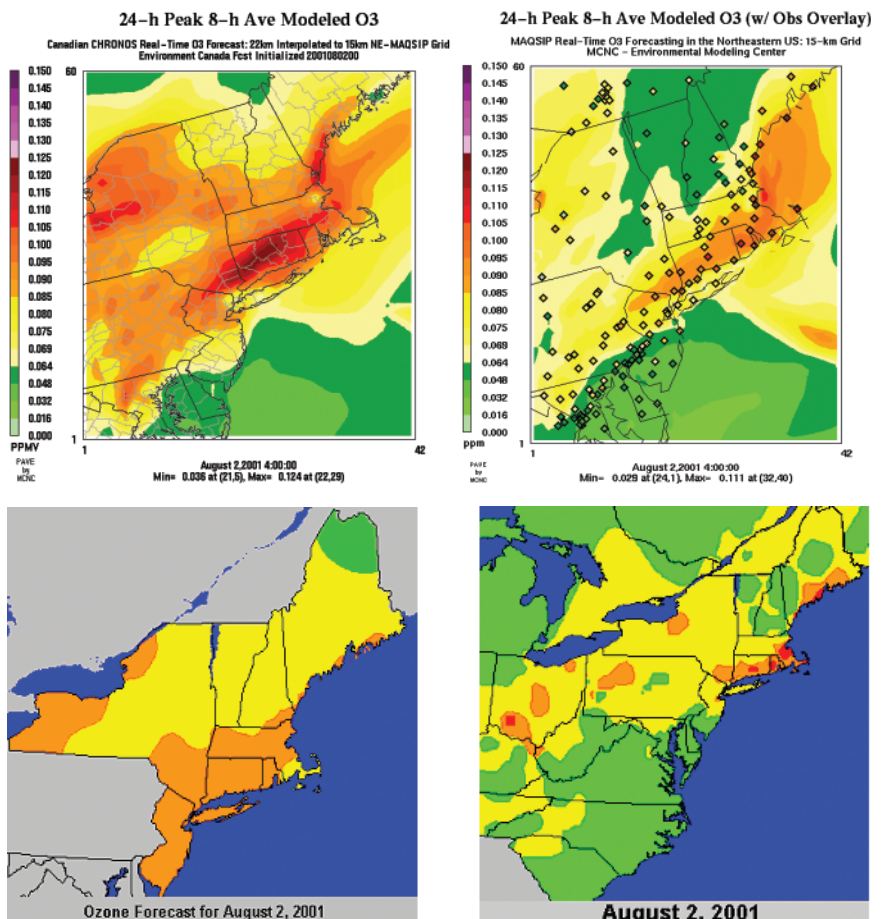 24-h Peak 8-h Ave Modeled O3
Canadian CHRONOS Real-Time O3 Forecast: 22km Interpolated to 15km NE-MAQSIP Grid
Environment Canada Fcst Initialized 2001080200
60
0.150
0.145
0.140
0.135
0.130
0.125
0.120
0.115
0.110
0.105
0.100
0.095
0.090
0.085
0.080
0.075
0.069
0.064
0.048
0.032
0.016
0.000
PPMV
1
1
42
PAVE
by
MCNC
August 2,2001 4:00:00
Min= 0.036 at (21,5), Max= 0.124 at (22,29)
24-h Peak 8-h Ave Modeled O3 (w/ Obs Overlay)
MAQSIP Real-Time O3 Forecasting in the Northeastern US: 15-km Grid
MCNC - Environmental Modeling Center
60
0.150
0.145
0.140
0.135
0.130
0.125
0.120
0.115
0.110
0.105
0.100
0.095
0.090
0.085
0.080
0.075
0.069
0.064
0.048
0.032
0.016
0.000
ppm
1
1
42
PAVE
by
MCNC
August 2,2001 4:00:00
Min= 0.029 at (24,1), Max= 0.111 at (32,40)
Ozone Forecast for August 2, 2001
August 2, 2001